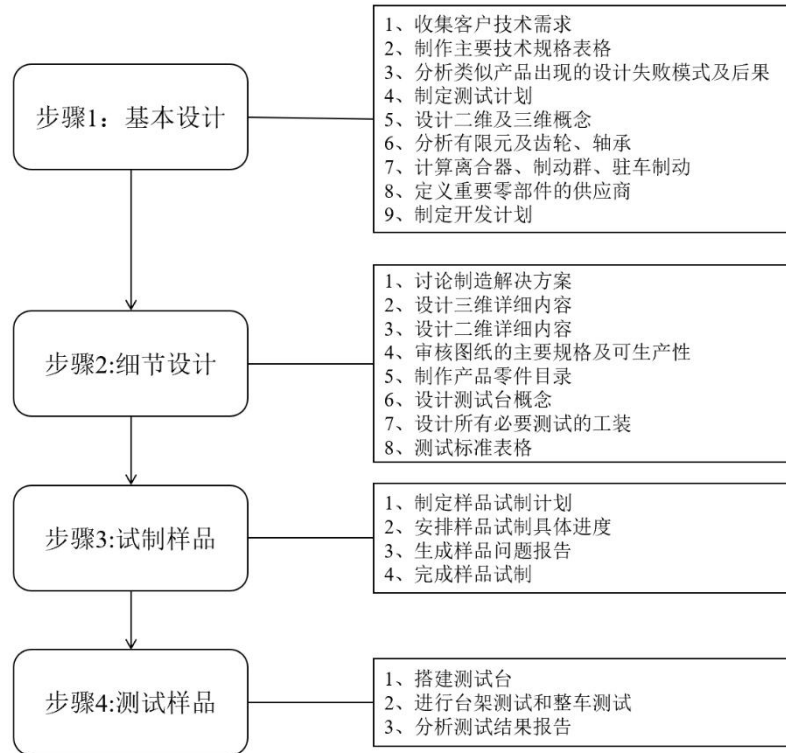 步骤1：基本设计
1、收集客户技术需求
2、制作主要技术规格表格
3、分析类似产品出现的设计失败模式及后果
4、制定测试计划
5、设计二维及三维概念
6、分析有限元及齿轮、轴承
7、计算离合器、制动群、驻车制动
8、定义重要零部件的供应商
9、制定开发计划
步骤2:细节设计
1、讨论制造解决方案
2、设计三维详细内容
3、设计二维详细内容
4、审核图纸的主要规格及可生产性
5、制作产品零件目录
6、设计测试台概念
7、设计所有必要测试的工装
8、测试标准表格
步骤3:试制样品
1、制定样品试制计划
2、安排样品试制具体进度
3、生成样品问题报告
4、完成样品试制
步骤4:测试样品
1、搭建测试台
2、进行台架测试和整车测试
3、分析测试结果报告